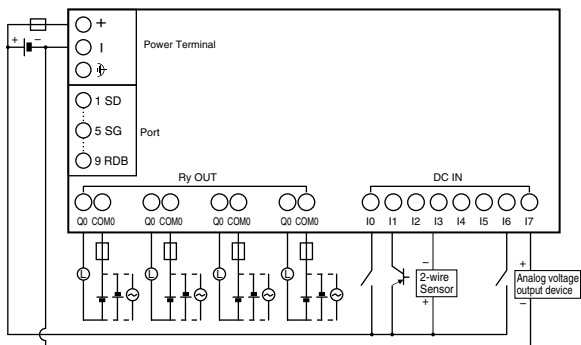 +
+ −
Power Terminal
1 SD
5 SG
Port
9 RDB
Ry OUT
DC IN
Q0 COM0
Q0 COM0
Q0 COM0
Q0 COM0
I0 I1 I2 I3 I4 I5 I6 I7
L
L
L
L
−
2-wire
Sensor
+
+
Analog voltage
output device
−